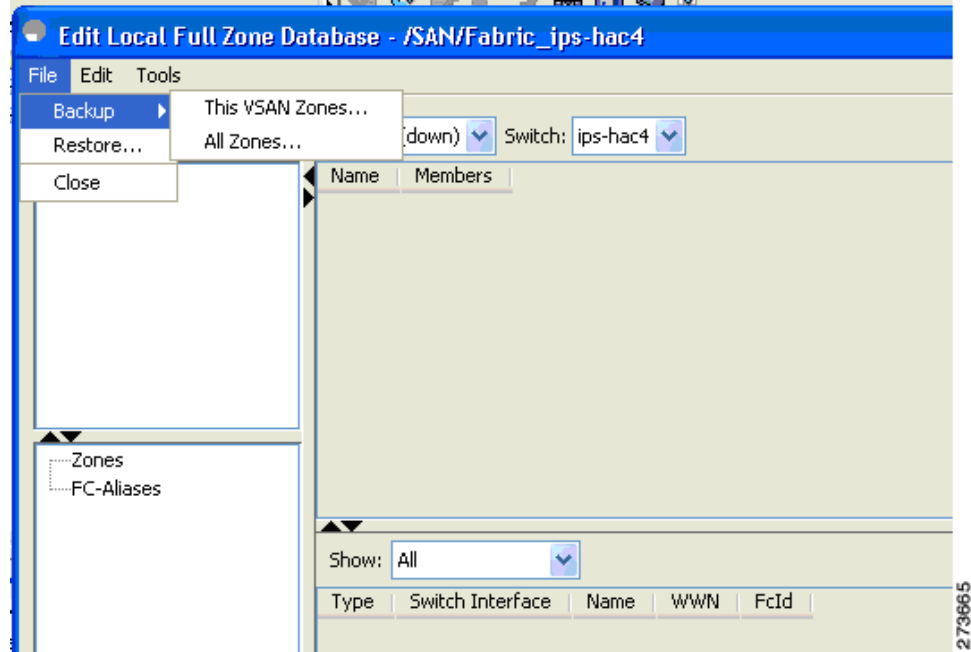 Edit Local Full Zone Database - /SAN/Fabric_ips-hac4
File Edit Tools
Backup This VSAN Zones...
All Zones...
Restore...
Close
(down) Switch: ips-hac4
Name Members
Zones
FC-Aliases
Show: All
Type Switch Interface Name WWN FcId
273665